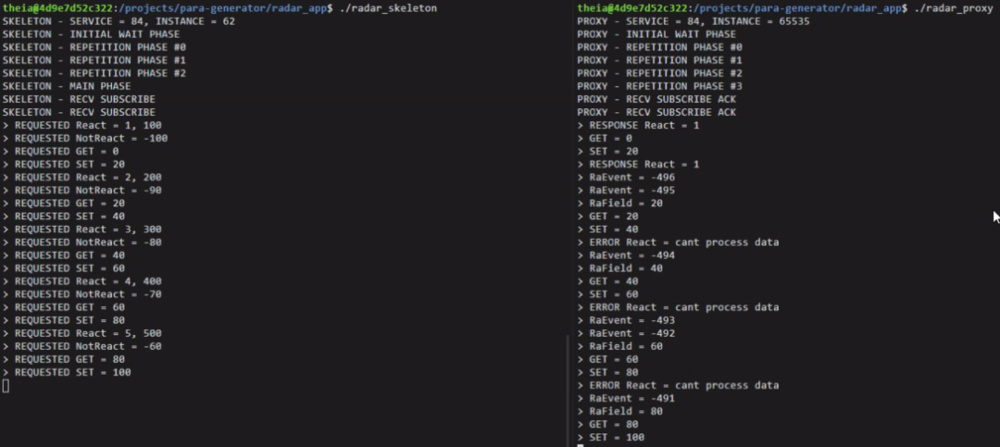 theia@4d9e7d52c322:/projects/para-generator/radar_app$ ./radar_skeleton
SKELETON - SERVICE = 84, INSTANCE = 62
SKELETON - INITIAL WAIT PHASE
SKELETON - REPETITION PHASE #0
SKELETON - REPETITION PHASE #1
SKELETON - REPETITION PHASE #2
SKELETON - MAIN PHASE
SKELETON - RECV SUBSCRIBE
SKELETON - RECV SUBSCRIBE
> REQUESTED React = 1, 100
> REQUESTED NotReact = -100
> REQUESTED GET = 0
> REQUESTED SET = 20
> REQUESTED React = 2, 200
> REQUESTED NotReact = -90
> REQUESTED GET = 20
> REQUESTED SET = 40
> REQUESTED React = 3, 300
> REQUESTED NotReact = -80
> REQUESTED GET = 40
> REQUESTED SET = 60
> REQUESTED React = 4, 400
> REQUESTED NotReact = -70
> REQUESTED GET = 60
> REQUESTED SET = 80
> REQUESTED React = 5, 500
> REQUESTED NotReact = -60
> REQUESTED GET = 80
> REQUESTED SET = 100
theia@4d9e7d52c322:/projects/para-generator/radar_app$ ./radar_proxy
PROXY - SERVICE = 84, INSTANCE = 65535
PROXY - INITIAL WAIT PHASE
PROXY - REPETITION PHASE #0
PROXY - REPETITION PHASE #1
PROXY - REPETITION PHASE #2
PROXY - REPETITION PHASE #3
PROXY - RECV SUBSCRIBE ACK
PROXY - RECV SUBSCRIBE ACK
> RESPONSE React = 1
> GET = 0
> SET = 20
> RESPONSE React = 1
> RaEvent = -496
> RaEvent = -495
> RaField = 20
> GET = 20
> SET = 40
> ERROR React = cant process data
> RaEvent = -494
> RaField = 40
> GET = 40
> SET = 60
> ERROR React = cant process data
> RaEvent = -493
> RaEvent = -492
> RaField = 60
> GET = 60
> SET = 80
> ERROR React = cant process data
> RaEvent = -491
> RaField = 80
> GET = 80
> SET = 100